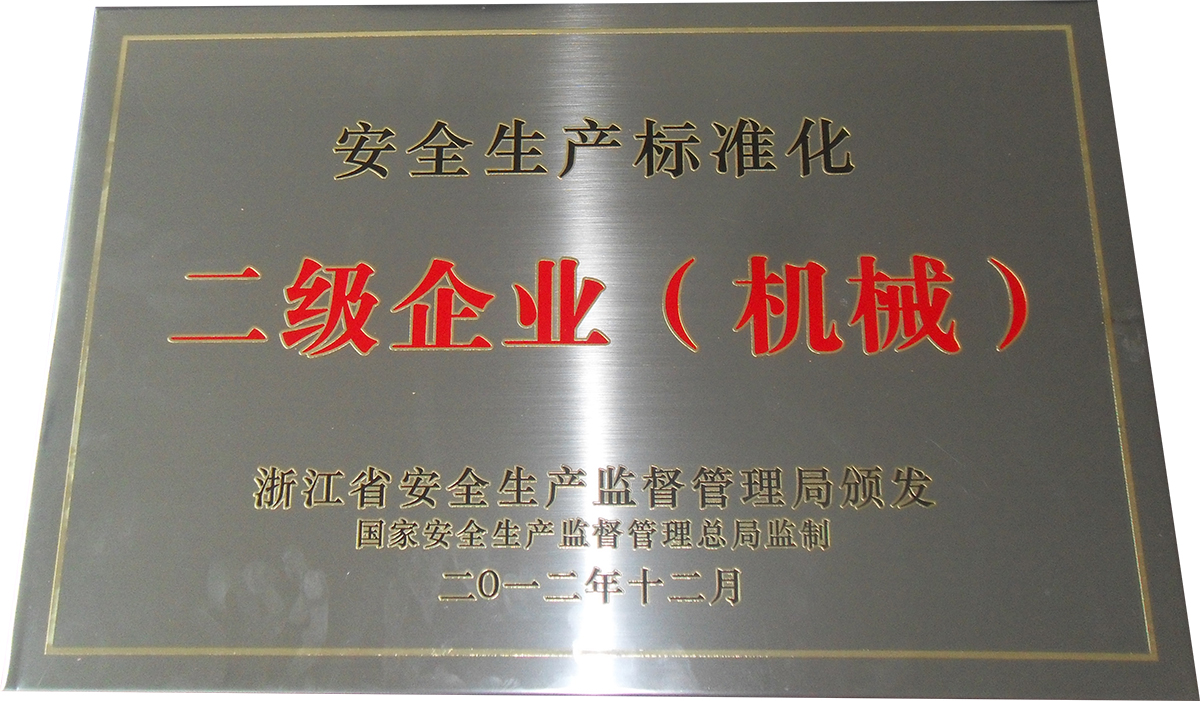 安全生产标准化
二级企业（机械）
浙江省安全生产监督管理局颁发
国家安全生产监督管理总局监制
二〇一二年十二月